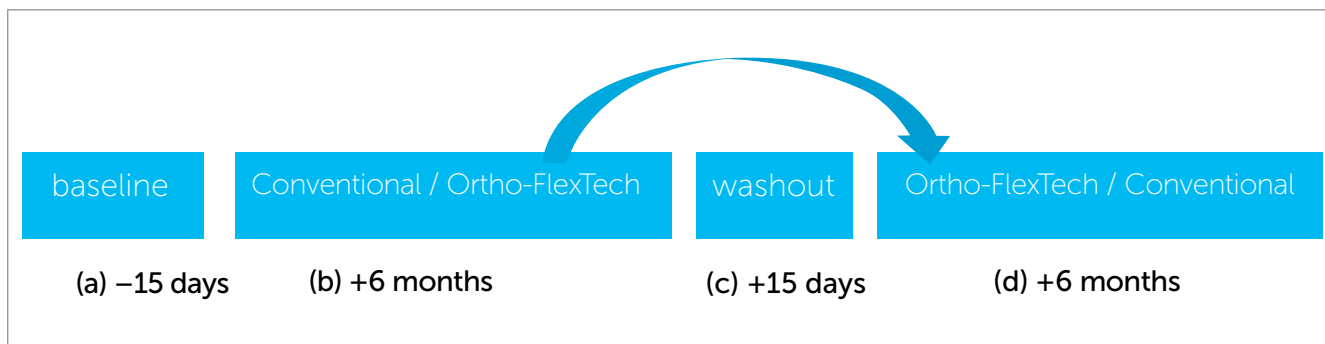 baseline
Conventional / Ortho-FlexTech
washout
Ortho-FlexTech / Conventional
(a) –15 days
(b) +6 months
(c) +15 days
(d) +6 months